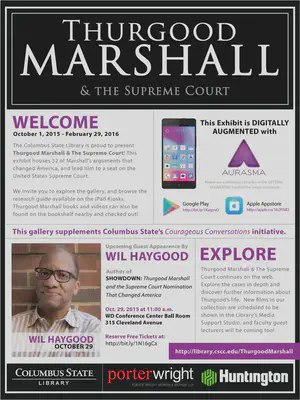 THURGOOD
MARSHALL
& THE SUPREME COURT
WELCOME
October 1, 2015 - February 29, 2016
The Columbus State Library is proud to present
Thurgood Marshall & The Supreme Court! This
exhibit houses 32 of Marshall's arguments that
changed America, and lead him to a seat on the
United States Supreme Court.
We invite you to explore the gallery, and browse the
research guide available on the iPad Kiosks.
Thurgood Marshall books and videos can also be
found on the bookshelf nearby and checked out!
This Exhibit is DIGITALLY
AUGMENTED with
AURASMA
Google Play
Apple Appstore
This gallery supplements Columbus State's Courageous Conversations initiative.
Upcoming Guest Appearance By
WIL HAYGOOD
Author of
SHOWDOWN: Thurgood Marshall
and the Supreme Court Nomination
That Changed America
Oct. 29, 2015 at 11:00 a.m.
WD Conference Center Ball Room
315 Cleveland Avenue
Reserve Free Tickets at:
http://bit.ly/1N16gCa
WIL HAYGOOD
OCTOBER 29
EXPLORE
Thurgood Marshall & The Supreme
Court continues on the web.
Explore the cases in depth and
discover further information about
Thurgood's life. New films in our
collection are scheduled to be
shown in the Library's Media
Support Studio, and faculty guest
lecturers will be coming too!
http://library.cscc.edu/ThurgoodMarshall
COLUMBUS STATE
LIBRARY
porterwright
Huntington